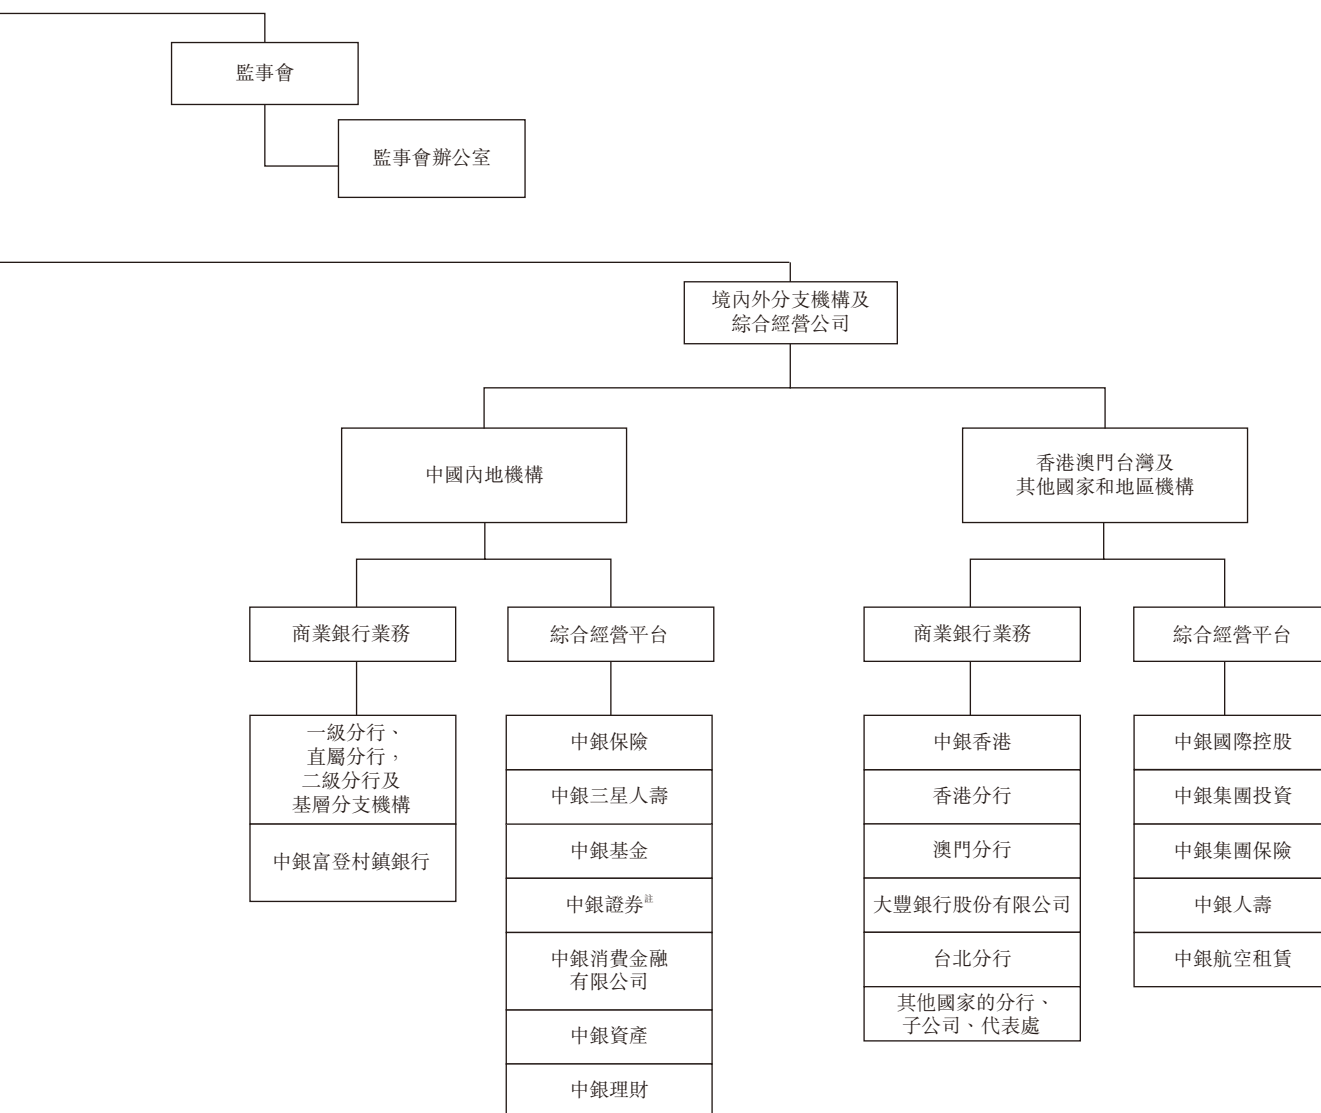 監事會
監事會辦公室
境內外分支機構及
綜合經營公司
中國內地機構
香港澳門台灣及
其他國家和地區機構
商業銀行業務
綜合經營平台
商業銀行業務
綜合經營平台
一級分行、
直屬分行，
二級分行及
基層分支機構
中銀富登村鎮銀行
中銀保險
中銀三星人壽
中銀基金
中銀證券註
中銀消費金融
有限公司
中銀資產
中銀理財
中銀香港
香港分行
澳門分行
大豐銀行股份有限公司
台北分行
其他國家的分行、
子公司、代表處
中銀國際控股
中銀集團投資
中銀集團保險
中銀人壽
中銀航空租賃